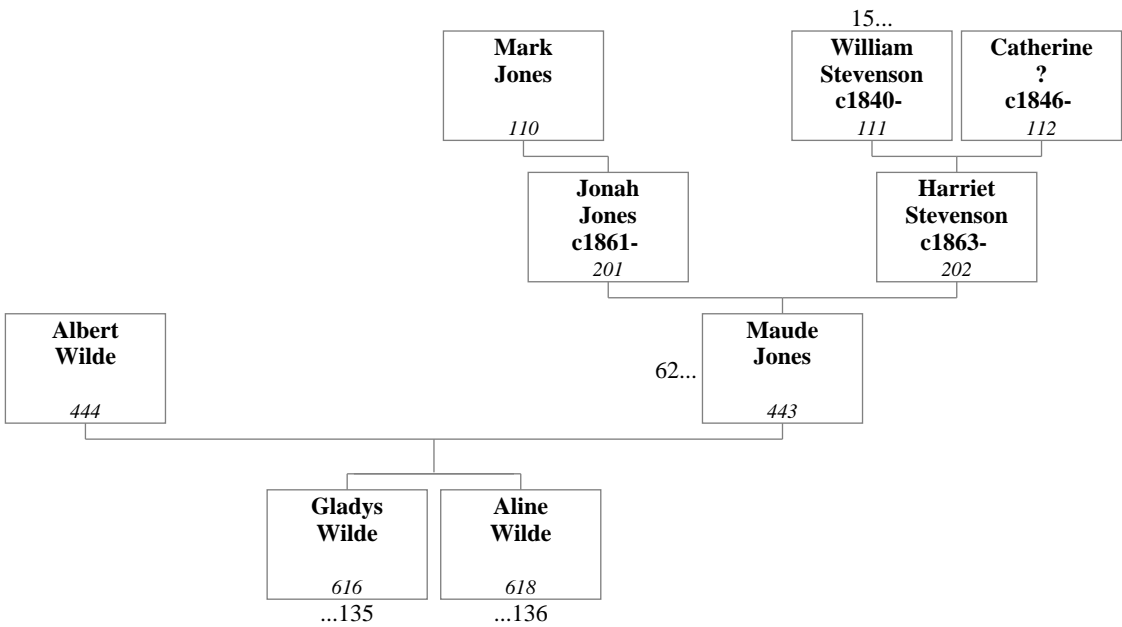 15...
Mark
Jones
110
William
Stevenson
c1840-
111
Catherine
?
c1846-
112
Jonah
Jones
c1861-
201
Harriet
Stevenson
c1863-
202
Albert
Wilde
444
62...
Maude
Jones
443
Gladys
Wilde
616
...135
Aline
Wilde
618
...136